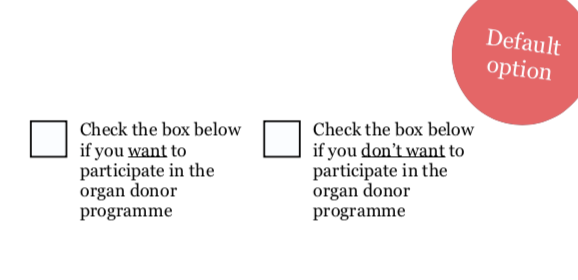 Default
option
Check the box below
if you want to
participate in the
organ donor
programme
Check the box below
if you don't want to
participate in the
organ donor
programme